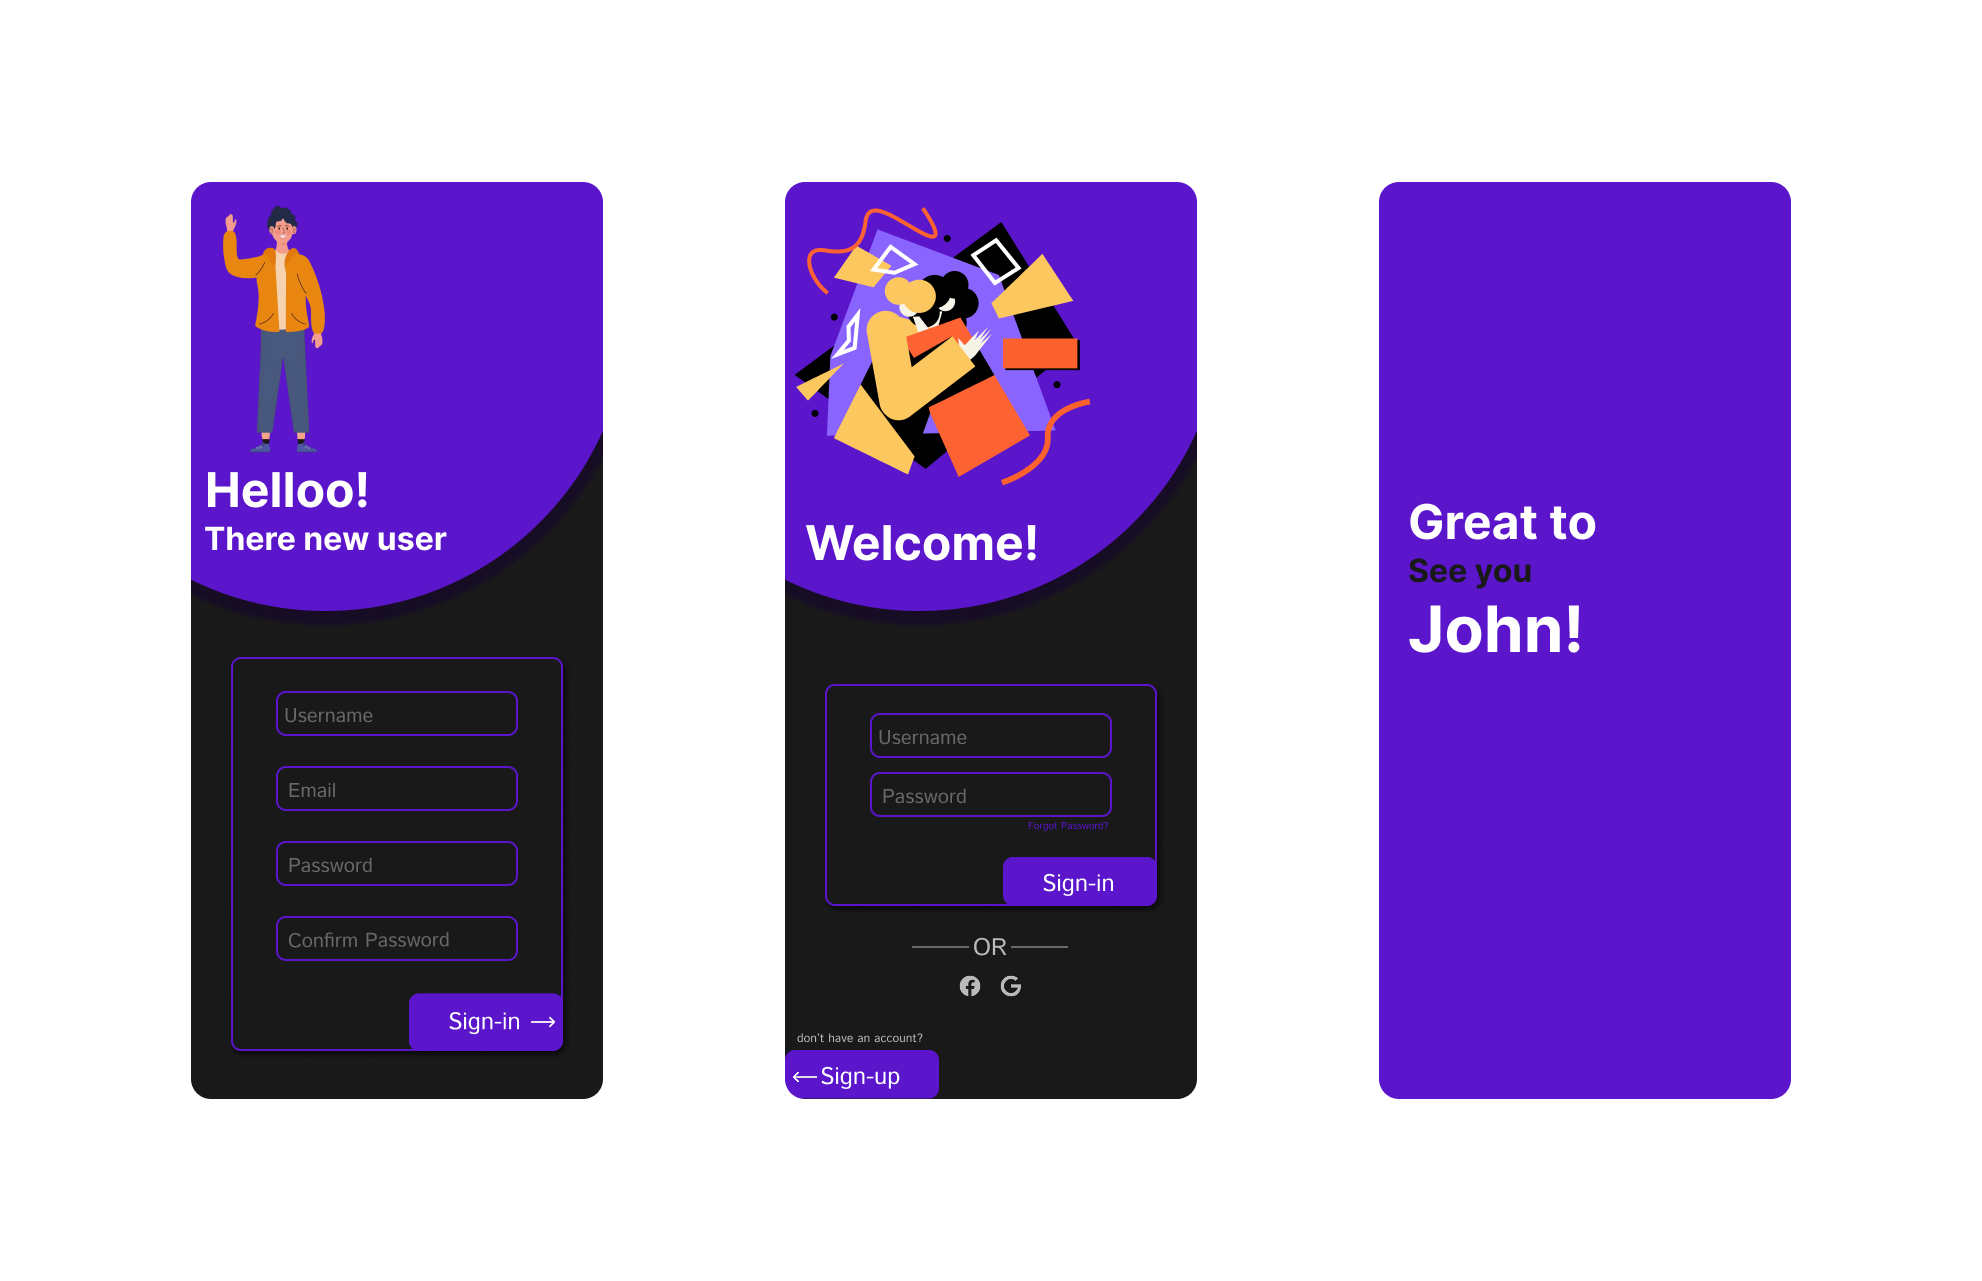 Helloo!
There new user
Username
Email
Password
Confirm Password
Sign-in
Welcome!
Username
Password
Forgot Password?
Sign-in
OR
don't have an account?
Sign-up
Great to
See you
John!